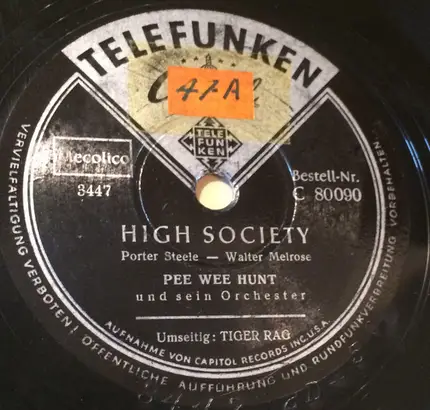 TELEFUNKEN
47A
TELE
FUN
KEN
Mecolico
3447
Bestell-Nr.
C 80090
HIGH SOCIETY
Porter Steele — Walter Melrose
PEE WEE HUNT
und sein Orchester
Umseitig: TIGER RAG
AUFNAHME VON CAPITOL RECORDS INC. U.S.A.
VERVIELFÄLTIGUNG VERBOTEN! ÖFFENTLICHE AUFFÜHRUNG UND RUNDFUNKVERBREITUNG VORBEHALTEN